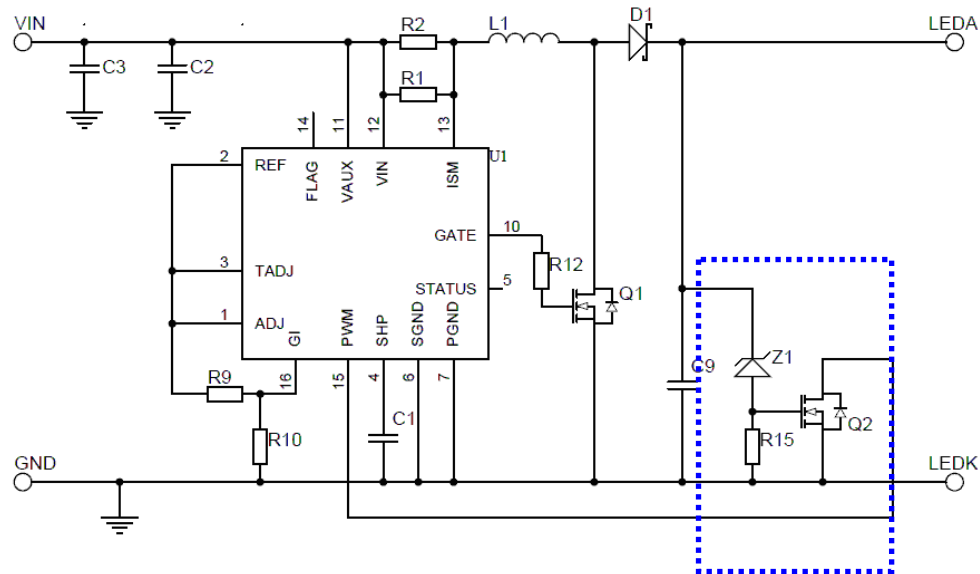 VIN
R2
L1
D1
LEDA
C3
C2
R1
14
11
12
13
2
REF
FLAG
VAUX
VIN
ISM
U1
GATE
10
R12
3
TADJ
STATUS
5
Q1
1
ADJ
GI
PWM
SHP
SGND
PGND
Z1
C9
R9
16
15
4
6
7
C1
Q2
R10
R15
GND
LEDK